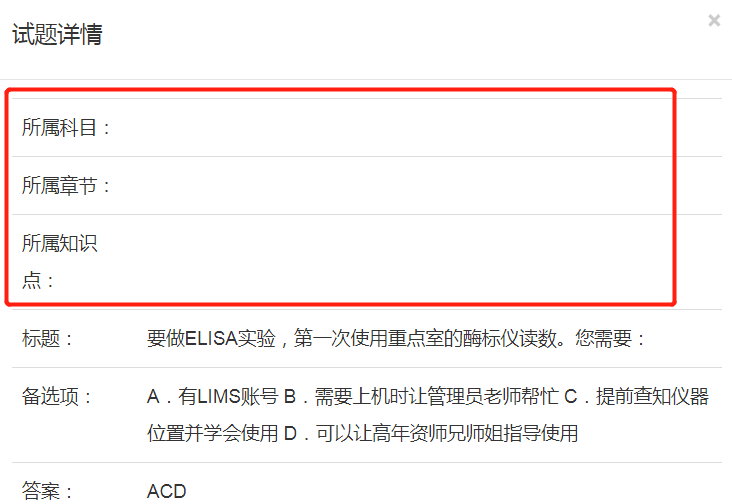 试题详情
×
所属科目：
所属章节：
所属知识
点：
标题： 要做ELISA实验，第一次使用重点室的酶标仪读数。您需要：
备选项： A．有LIMS账号 B．需要上机时让管理员老师帮忙 C．提前查知仪器
位置并学会使用 D．可以让高年资师兄师姐指导使用
答案： ACD